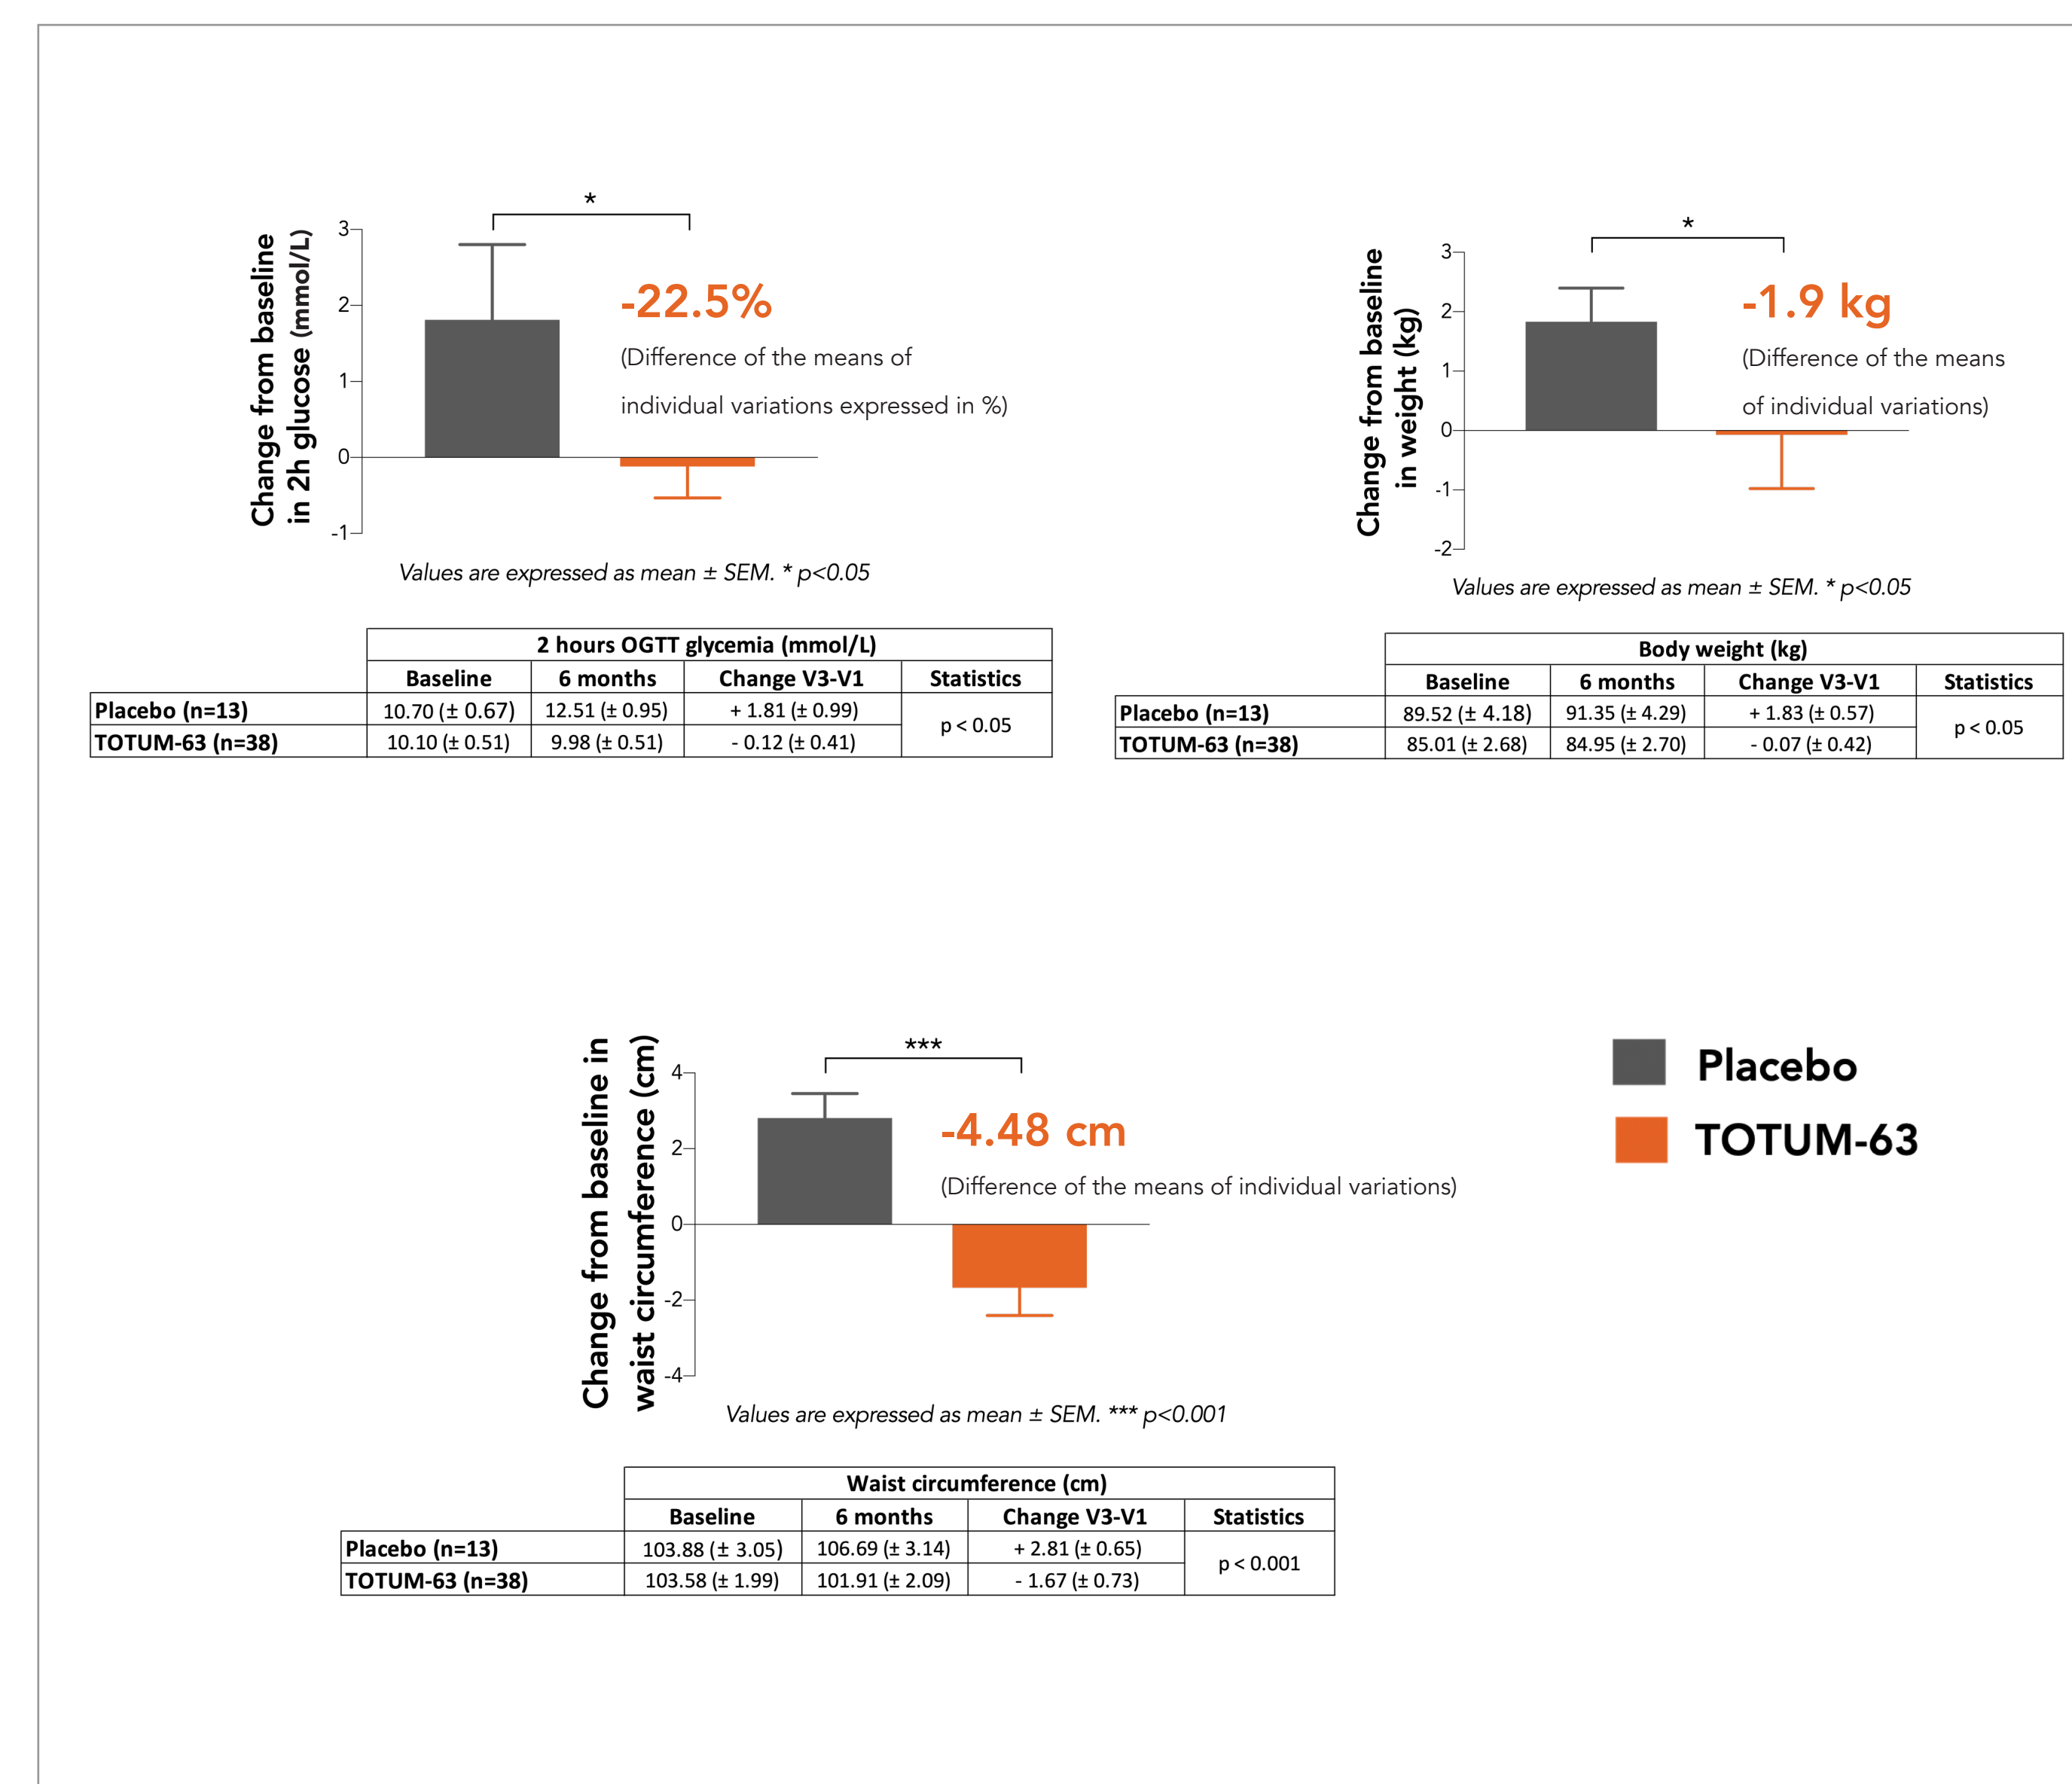 *
Change from baseline
in 2h glucose (mmol/L)
3
2
1
0
-1
-22.5%
(Difference of the means of
individual variations expressed in %)
Values are expressed as mean ± SEM. * p<0.05
2 hours OGTT glycemia (mmol/L)
Baseline 6 months Change V3-V1 Statistics
Placebo (n=13) 10.70 (± 0.67) 12.51 (± 0.95) + 1.81 (± 0.99) p < 0.05
TOTUM-63 (n=38) 10.10 (± 0.51) 9.98 (± 0.51) - 0.12 (± 0.41)
*
Change from baseline
in weight (kg)
3
2
1
0
-1
-2
-1.9 kg
(Difference of the means
of individual variations)
Values are expressed as mean ± SEM. * p<0.05
Body weight (kg)
Baseline 6 months Change V3-V1 Statistics
Placebo (n=13) 89.52 (± 4.18) 91.35 (± 4.29) + 1.83 (± 0.57) p < 0.05
TOTUM-63 (n=38) 85.01 (± 2.68) 84.95 (± 2.70) - 0.07 (± 0.42)
***
Change from baseline in
waist circumference (cm)
4
2
0
-2
-4
-4.48 cm
(Difference of the means of individual variations)
Values are expressed as mean ± SEM. *** p<0.001
Waist circumference (cm)
Baseline 6 months Change V3-V1 Statistics
Placebo (n=13) 103.88 (± 3.05) 106.69 (± 3.14) + 2.81 (± 0.65) p < 0.001
TOTUM-63 (n=38) 103.58 (± 1.99) 101.91 (± 2.09) - 1.67 (± 0.73)
Placebo
TOTUM-63